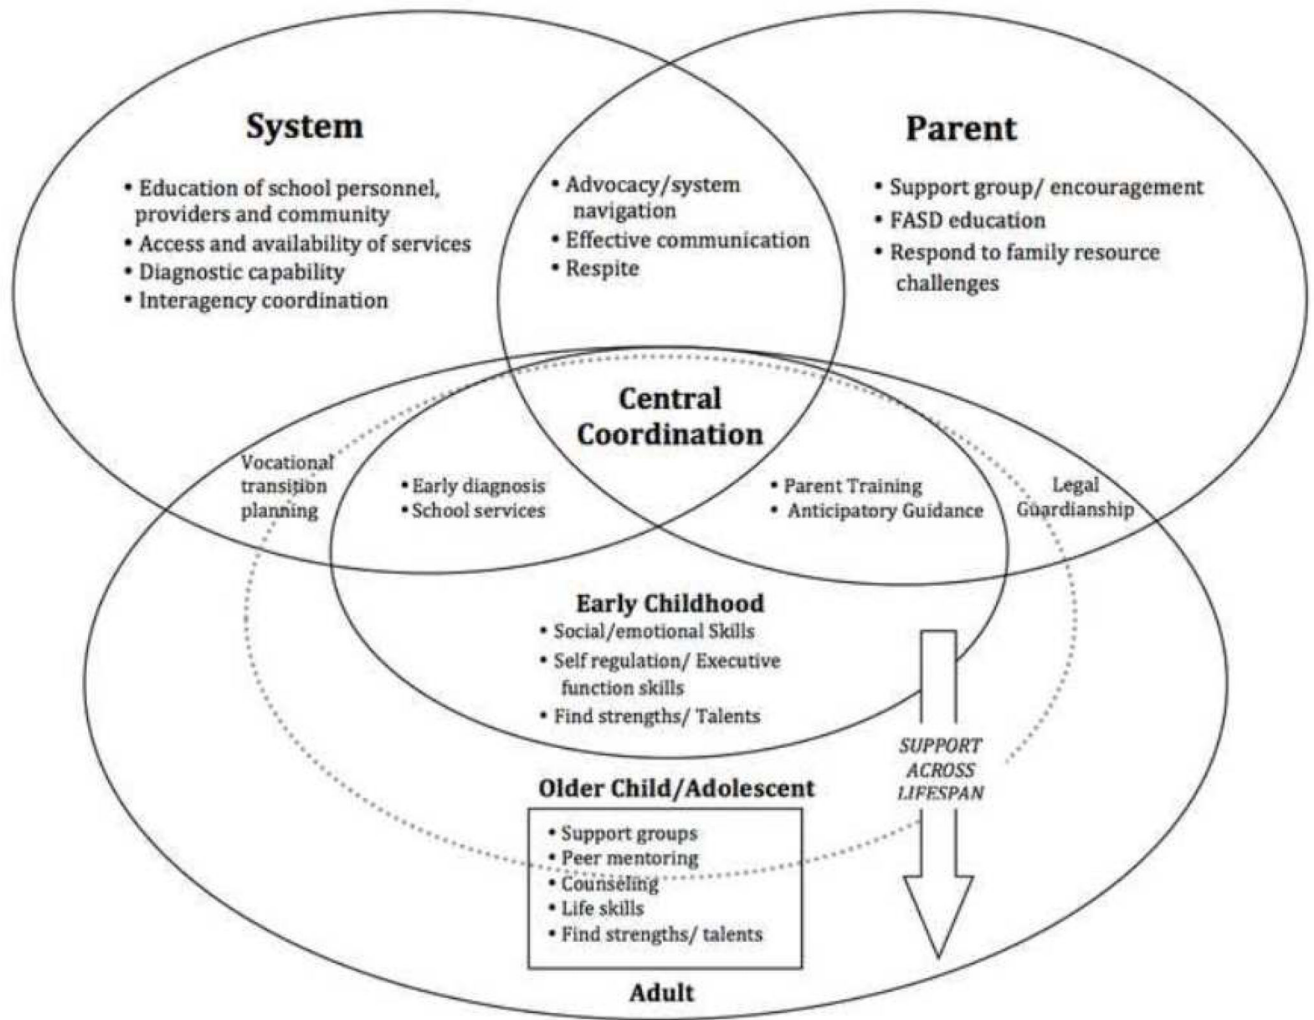 System
• Education of school personnel,
providers and community
• Access and availability of services
• Diagnostic capability
• Interagency coordination
• Advocacy/system
navigation
• Effective communication
• Respite
Parent
• Support group/ encouragement
• FASD education
• Respond to family resource
challenges
Central
Coordination
Vocational
transition
planning
• Early diagnosis
• School services
• Parent Training
• Anticipatory Guidance
Legal
Guardianship
Early Childhood
• Social/emotional Skills
• Self regulation/ Executive
function skills
• Find strengths/ Talents
SUPPORT
ACROSS
LIFESPAN
Older Child/Adolescent
• Support groups
• Peer mentoring
• Counseling
• Life skills
• Find strengths/ talents
Adult